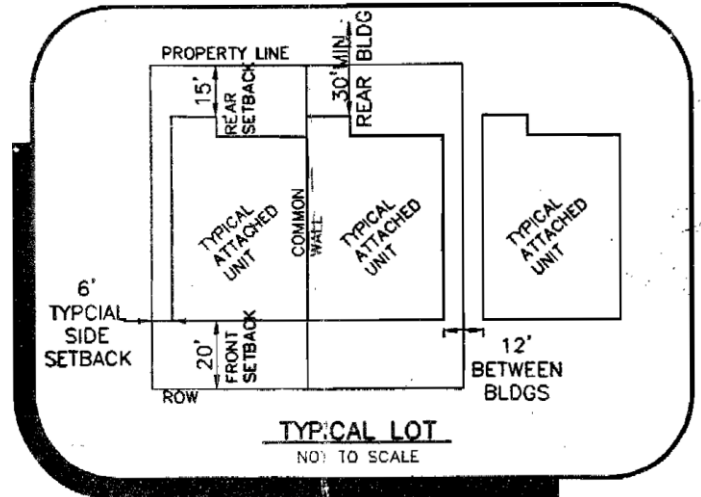 PROPERTY LINE
15'
REAR
SETBACK
30' MIN
BLDG
REAR
TYPICAL
ATTACHED
UNIT
COMMON
WALL
TYPICAL
ATTACHED
UNIT
TYPICAL
ATTACHED
UNIT
6'
TYPCIAL
SIDE
SETBACK
20'
FRONT
SETBACK
12'
BETWEEN
BLDGS
ROW
TYPICAL LOT
NOT TO SCALE